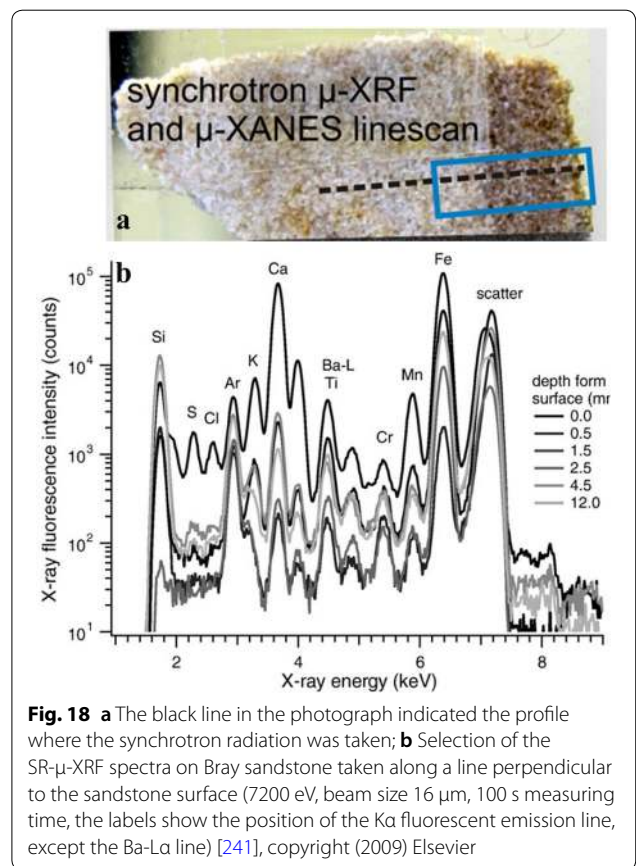 synchrotron μ-XRF
and μ-XANES linescan
a
b
Ca
Fe
scatter
Si
K
Ar
Ba-L
Ti
Mn
S
Cl
Cr
depth form
surface (mm
0.0
0.5
1.5
2.5
4.5
12.0
10⁵
10⁴
10³
10²
10¹
X-ray fluorescence intensity (counts)
2 4 6 8
X-ray energy (keV)
Fig. 18 a The black line in the photograph indicated the profile
where the synchrotron radiation was taken; b Selection of the
SR-μ-XRF spectra on Bray sandstone taken along a line perpendicular
to the sandstone surface (7200 eV, beam size 16 μm, 100 s measuring
time, the labels show the position of the Kα fluorescent emission line,
except the Ba-Lα line) [241], copyright (2009) Elsevier